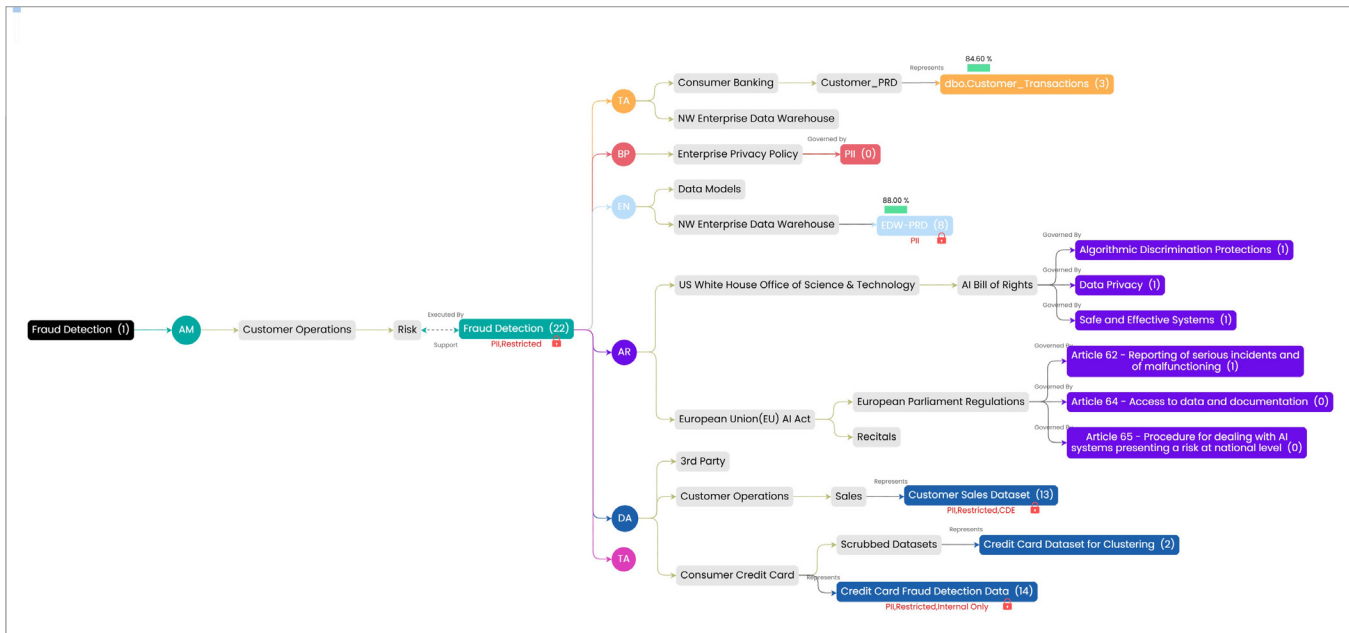 84.60 %
Represents
Consumer Banking
Customer_PRD
dbo.Customer_Transactions (3)
TA
NW Enterprise Data Warehouse
Governed by
BP
Enterprise Privacy Policy
PII (0)
Data Models
88.00 %
EN
NW Enterprise Data Warehouse
EDW-PRD (8)
PII
Governed By
Algorithmic Discrimination Protections (1)
Governed By
US White House Office of Science & Technology
AI Bill of Rights
Data Privacy (1)
Governed By
Safe and Effective Systems (1)
Fraud Detection (1)
AM
Customer Operations
Risk
Executed By
Support
Fraud Detection (22)
PII,Restricted
AR
Governed By
Article 62 - Reporting of serious incidents and
of malfunctioning (1)
Governed By
European Parliament Regulations
Article 64 - Access to data and documentation (0)
European Union(EU) AI Act
Governed By
Recitals
Article 65 - Procedure for dealing with AI
systems presenting a risk at national level (0)
3rd Party
Represents
Customer Operations
Sales
Customer Sales Dataset (13)
PII,Restricted,CDE
DA
Represents
Scrubbed Datasets
Credit Card Dataset for Clustering (2)
TA
Consumer Credit Card
Represents
Credit Card Fraud Detection Data (14)
PII,Restricted,Internal Only